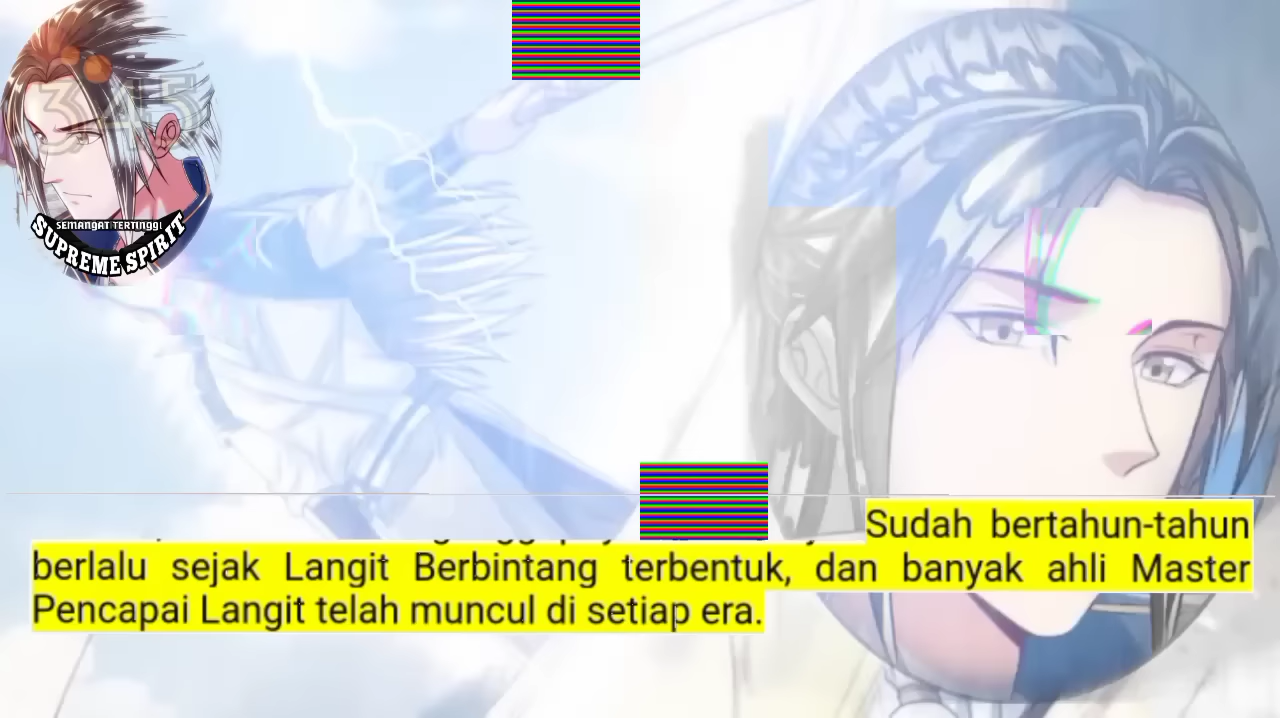 345
SEMANGAT TERTINGGI
SUPREME SPIRIT
Sudah bertahun-tahun
berlalu sejak Langit Berbintang terbentuk, dan banyak ahli Master
Pencapai Langit telah muncul di setiap era.